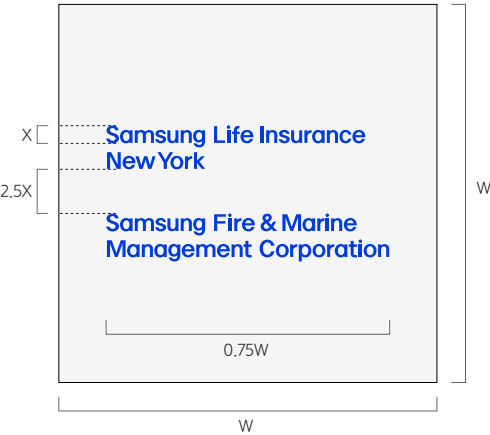 X
Samsung Life Insurance
New York
W
2.5X
Samsung Fire & Marine
Management Corporation
0.75W
W